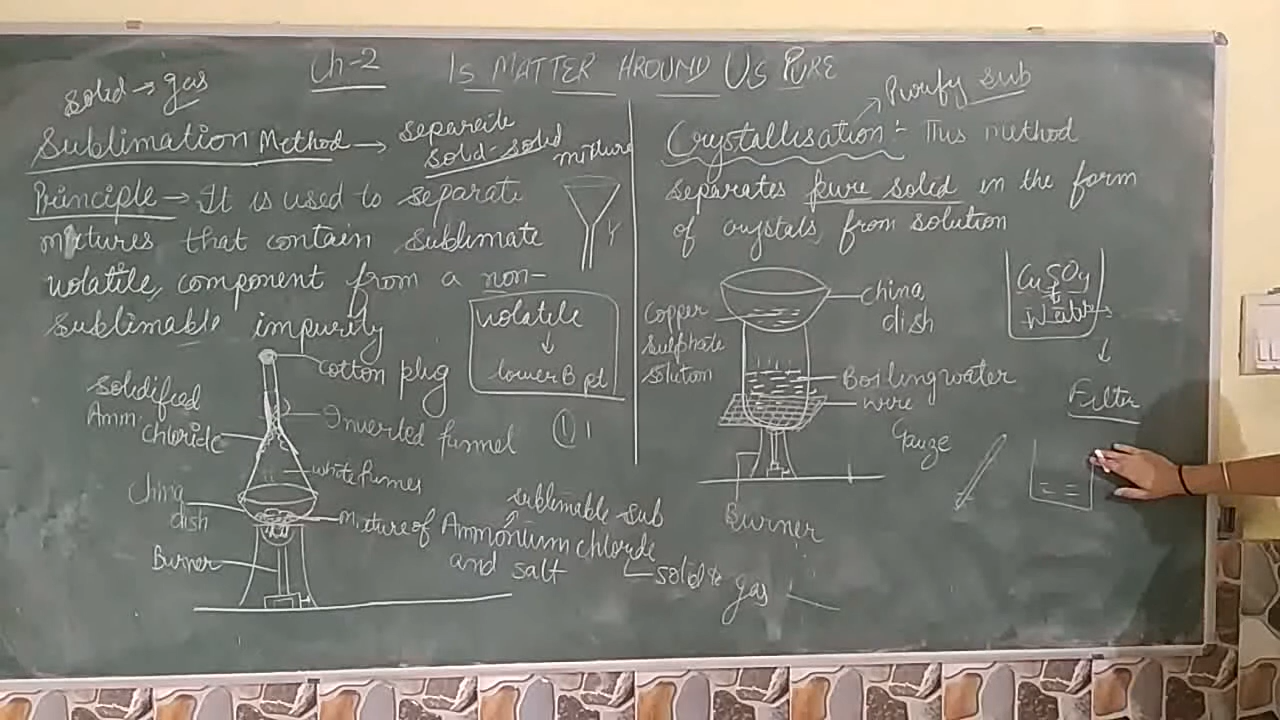 Ch-2 IS MATTER AROUND US PURE
solid → gas
Sublimation Method → separate
solid-solid
mixture
Principle → It is used to separate
mixtures that contain sublimate
volatile, component from a non-
sublimable impurity
volatile
↓
lower B pt
cotton plug
solidified
Amm.
chloride
Inverted funnel
white fumes
China
dish
Mixture of Ammonium chloride
and salt
sublimable sub
solid to
gas
Burner
Purify sub
Crystallisation :- This method
separates pure solid in the form
of crystals, from solution
China
dish
Copper
sulphate
solution
Boiling water
wire
Gauze
Burner
CuSO4
+
Water
↓
Filter